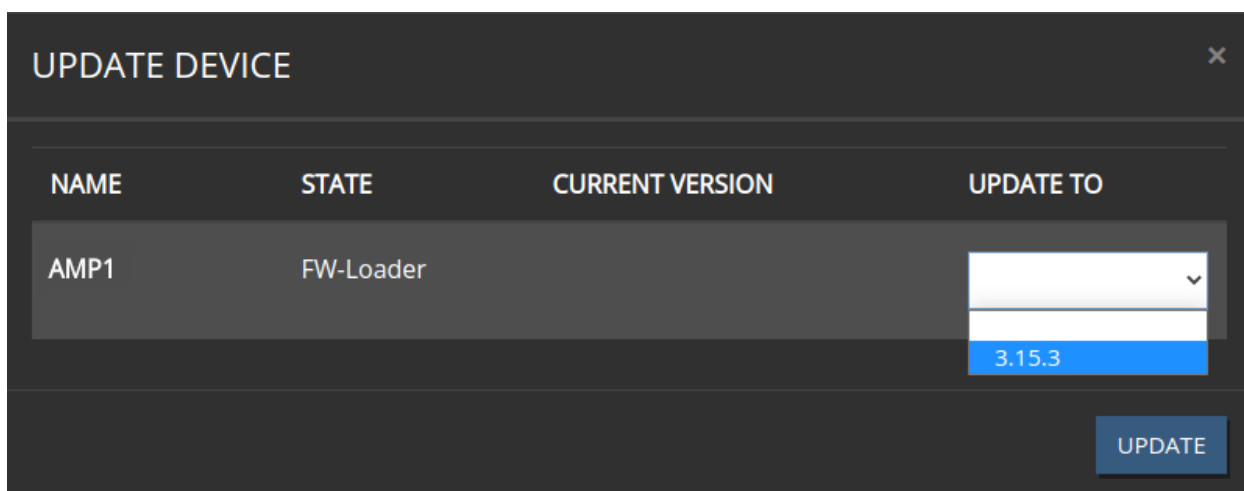 UPDATE DEVICE ×
NAME STATE CURRENT VERSION UPDATE TO
AMP1 FW-Loader
3.15.3
UPDATE